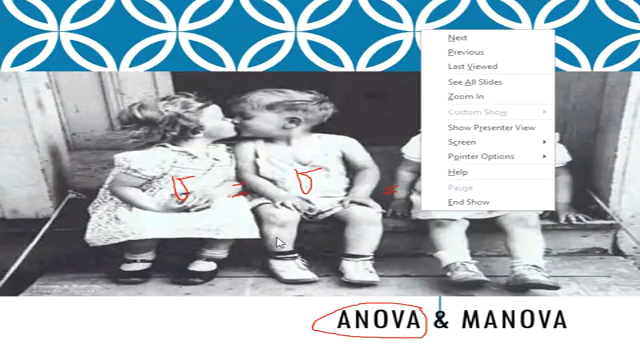 Next
Previous
Last Viewed
See All Slides
Zoom In
Custom Show
Show Presenter View
Screen
Pointer Options
Help
Pause
End Show
ANOVA & MANOVA